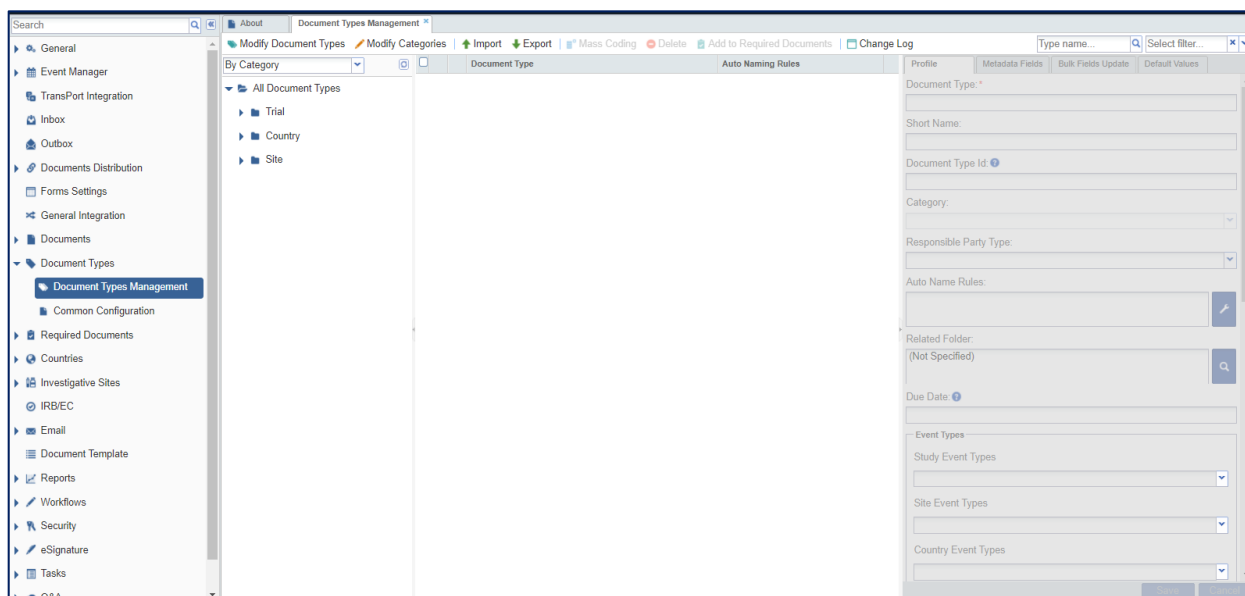 Search
General
Event Manager
TransPort Integration
Inbox
Outbox
Documents Distribution
Forms Settings
General Integration
Documents
Document Types
Document Types Management
Common Configuration
Required Documents
Countries
Investigative Sites
IRB/EC
Email
Document Template
Reports
Workflows
Security
eSignature
Tasks
Q&A
About
Document Types Management
Modify Document Types
Modify Categories
Import
Export
Mass Coding
Delete
Add to Required Documents
Change Log
Type name...
Select filter...
By Category
All Document Types
Trial
Country
Site
Document Type
Auto Naming Rules
Profile
Metadata Fields
Bulk Fields Update
Default Values
Document Type:*
Short Name:
Document Type Id:
Category:
Responsible Party Type:
Auto Name Rules:
Related Folder:
(Not Specified)
Due Date:
Event Types
Study Event Types
Site Event Types
Country Event Types
Save
Cancel